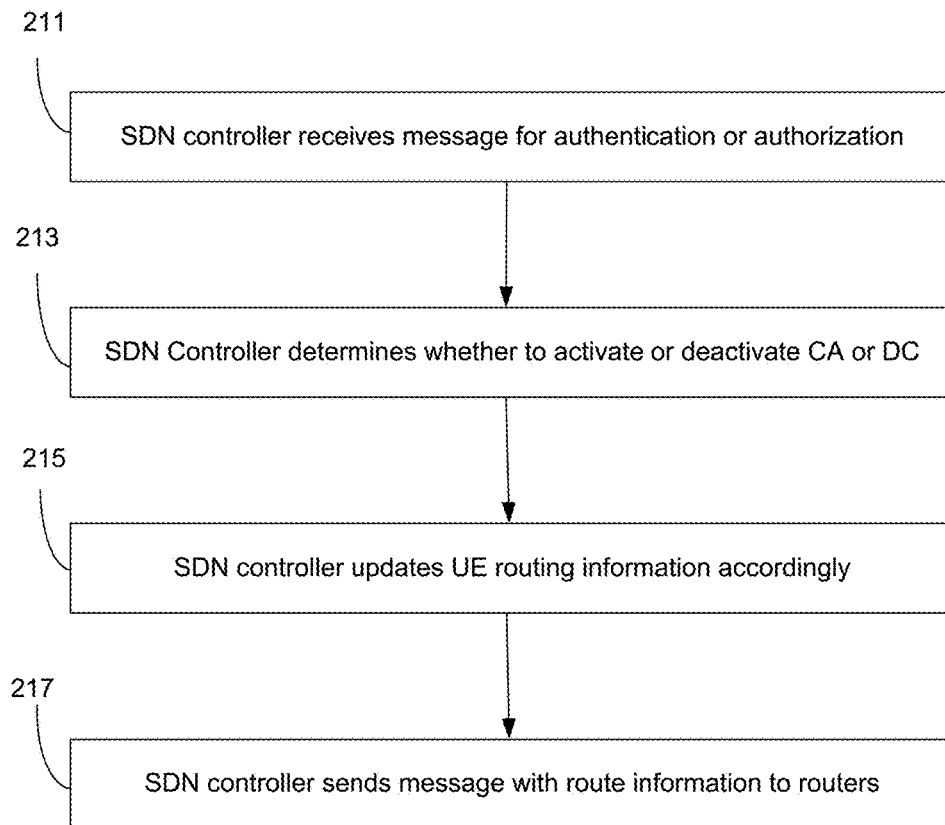 211
SDN controller receives message for authentication or authorization
213
SDN Controller determines whether to activate or deactivate CA or DC
215
SDN controller updates UE routing information accordingly
217
SDN controller sends message with route information to routers